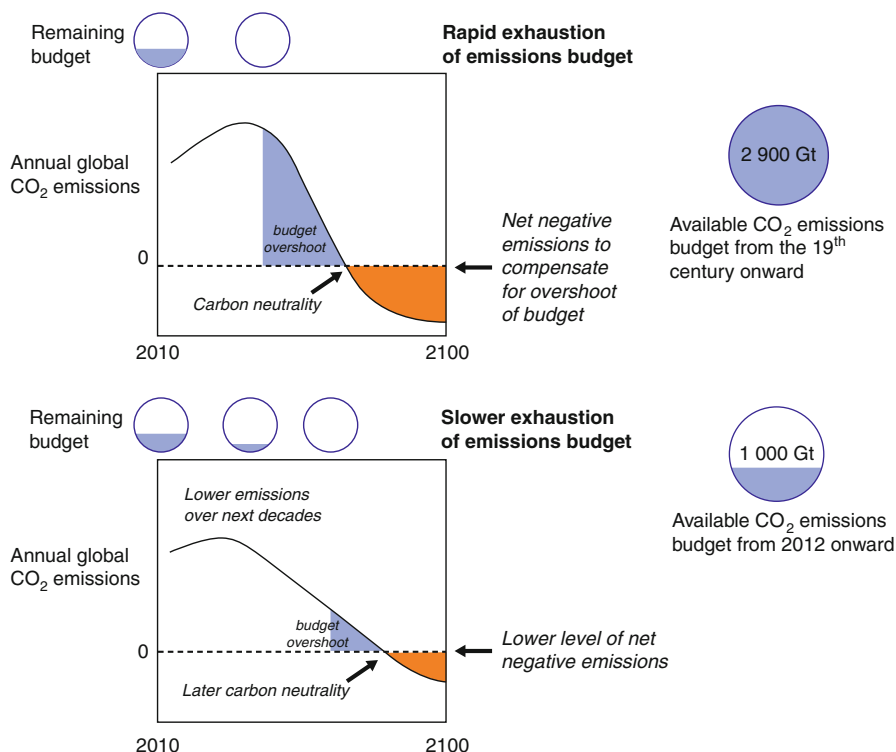 Remaining
budget
Rapid exhaustion
of emissions budget
Annual global
CO₂ emissions
0
budget
overshoot
Carbon neutrality
Net negative
emissions to
compensate
for overshoot
of budget
2010
2100
2 900 Gt
Available CO₂ emissions
budget from the 19th
century onward
Remaining
budget
Slower exhaustion
of emissions budget
Lower emissions
over next decades
Annual global
CO₂ emissions
0
budget
overshoot
Later carbon neutrality
Lower level of net
negative emissions
2010
2100
1 000 Gt
Available CO₂ emissions
budget from 2012 onward